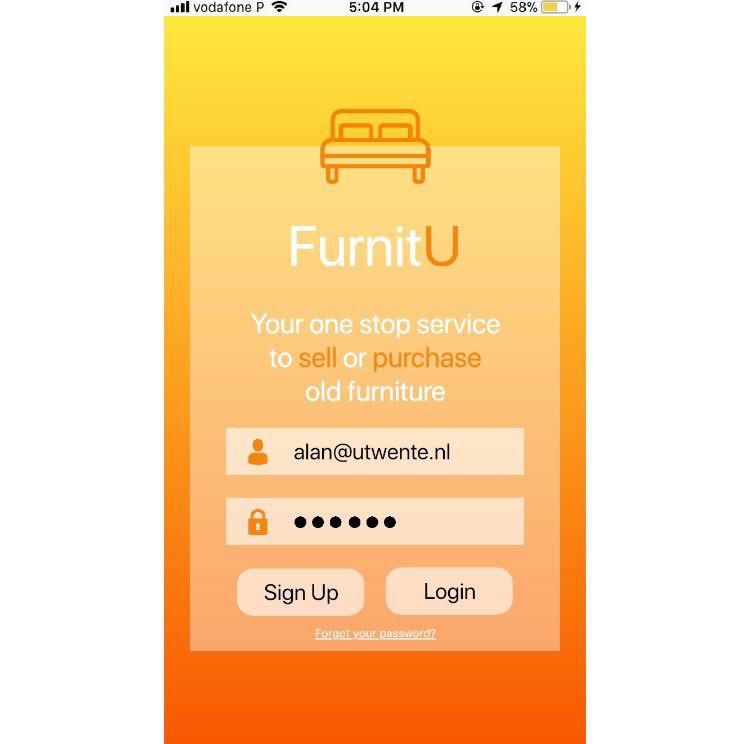 vodafone P 5:04 PM 58%
FurnitU
Your one stop service
to sell or purchase
old furniture
alan@utwente.nl
●●●●●●
Sign Up Login
Forgot your password?